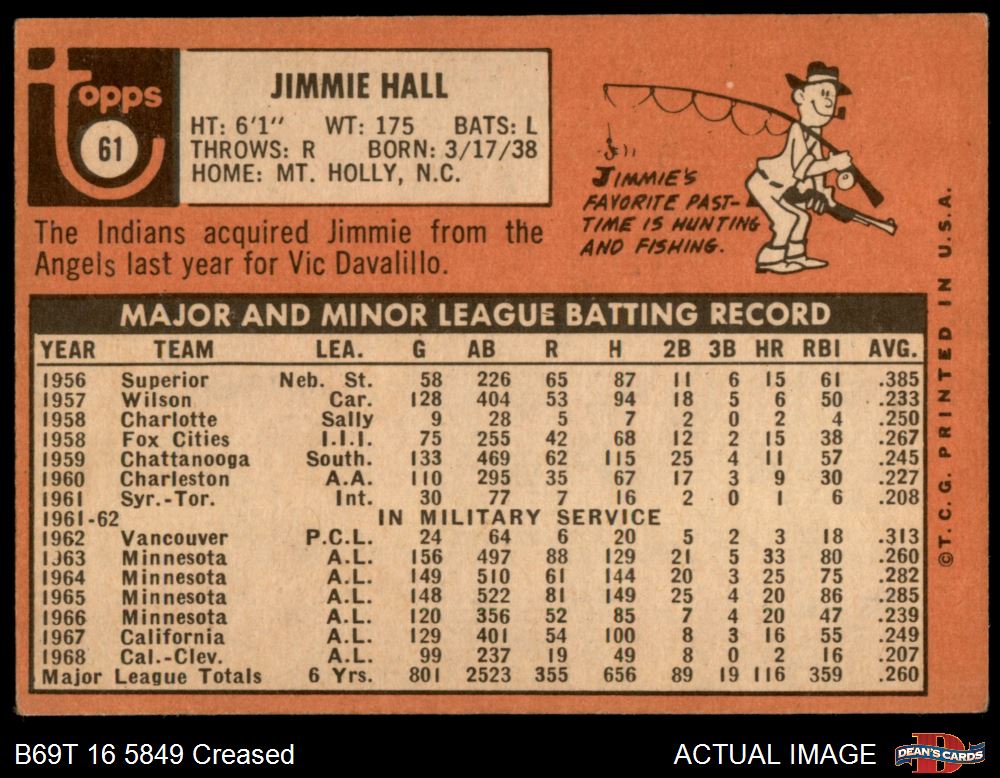 Topps
61
JIMMIE HALL
HT: 6'1" WT: 175 BATS: L
THROWS: R BORN: 3/17/38
HOME: MT. HOLLY, N.C.
JIMMIE'S
FAVORITE PAST-
TIME IS HUNTING
AND FISHING.
The Indians acquired Jimmie from the
Angels last year for Vic Davalillo.
MAJOR AND MINOR LEAGUE BATTING RECORD
YEAR TEAM LEA. G AB R H 2B 3B HR RBI AVG.
1956 Superior Neb. St. 58 226 65 87 11 6 15 61 .385
1957 Wilson Car. 128 404 53 94 18 5 6 50 .233
1958 Charlotte Sally 9 28 5 7 2 0 2 4 .250
1958 Fox Cities I.I.I. 75 255 42 68 12 2 15 38 .267
1959 Chattanooga South. 133 469 62 115 25 4 11 57 .245
1960 Charleston A.A. 110 295 35 67 17 3 9 30 .227
1961 Syr.-Tor. Int. 30 77 7 16 2 0 1 6 .208
1961-62 IN MILITARY SERVICE
1962 Vancouver P.C.L. 24 64 6 20 5 2 3 18 .313
1963 Minnesota A.L. 156 497 88 129 21 5 33 80 .260
1964 Minnesota A.L. 149 510 61 144 20 3 25 75 .282
1965 Minnesota A.L. 148 522 81 149 25 4 20 86 .285
1966 Minnesota A.L. 120 356 52 85 7 4 20 47 .239
1967 California A.L. 129 401 54 100 8 3 16 55 .249
1968 Cal.-Clev. A.L. 99 237 19 49 8 0 2 16 .207
Major League Totals 6 Yrs. 801 2523 355 656 89 19 116 359 .260
©T.C.G. PRINTED IN U.S.A.
B69T 16 5849 Creased
ACTUAL IMAGE
DEAN'S CARDS